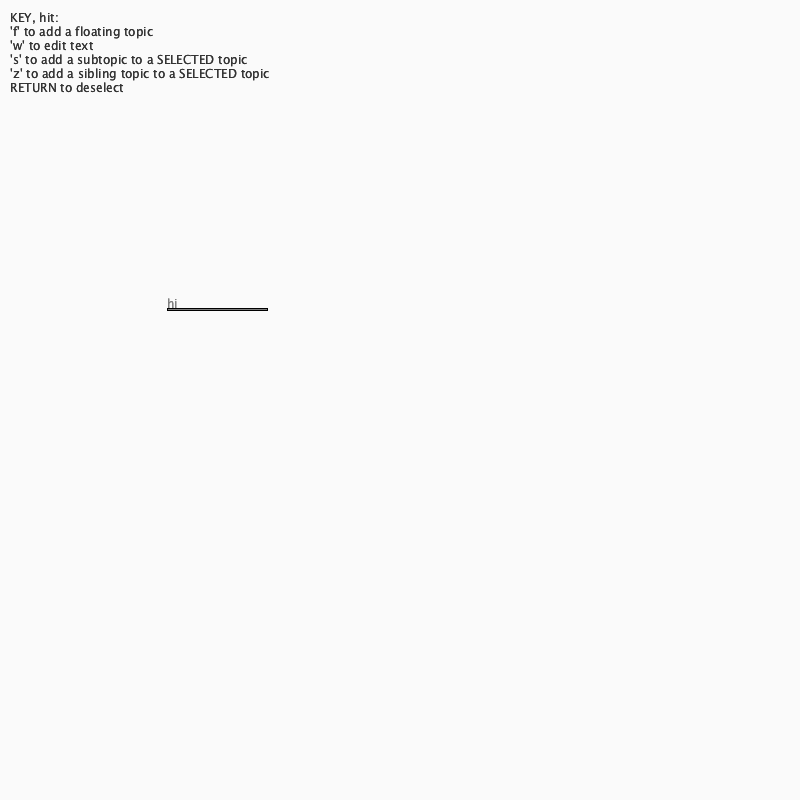 KEY, hit:
'f' to add a floating topic
'w' to edit text
's' to add a subtopic to a SELECTED topic
'z' to add a sibling topic to a SELECTED topic
RETURN to deselect
hi